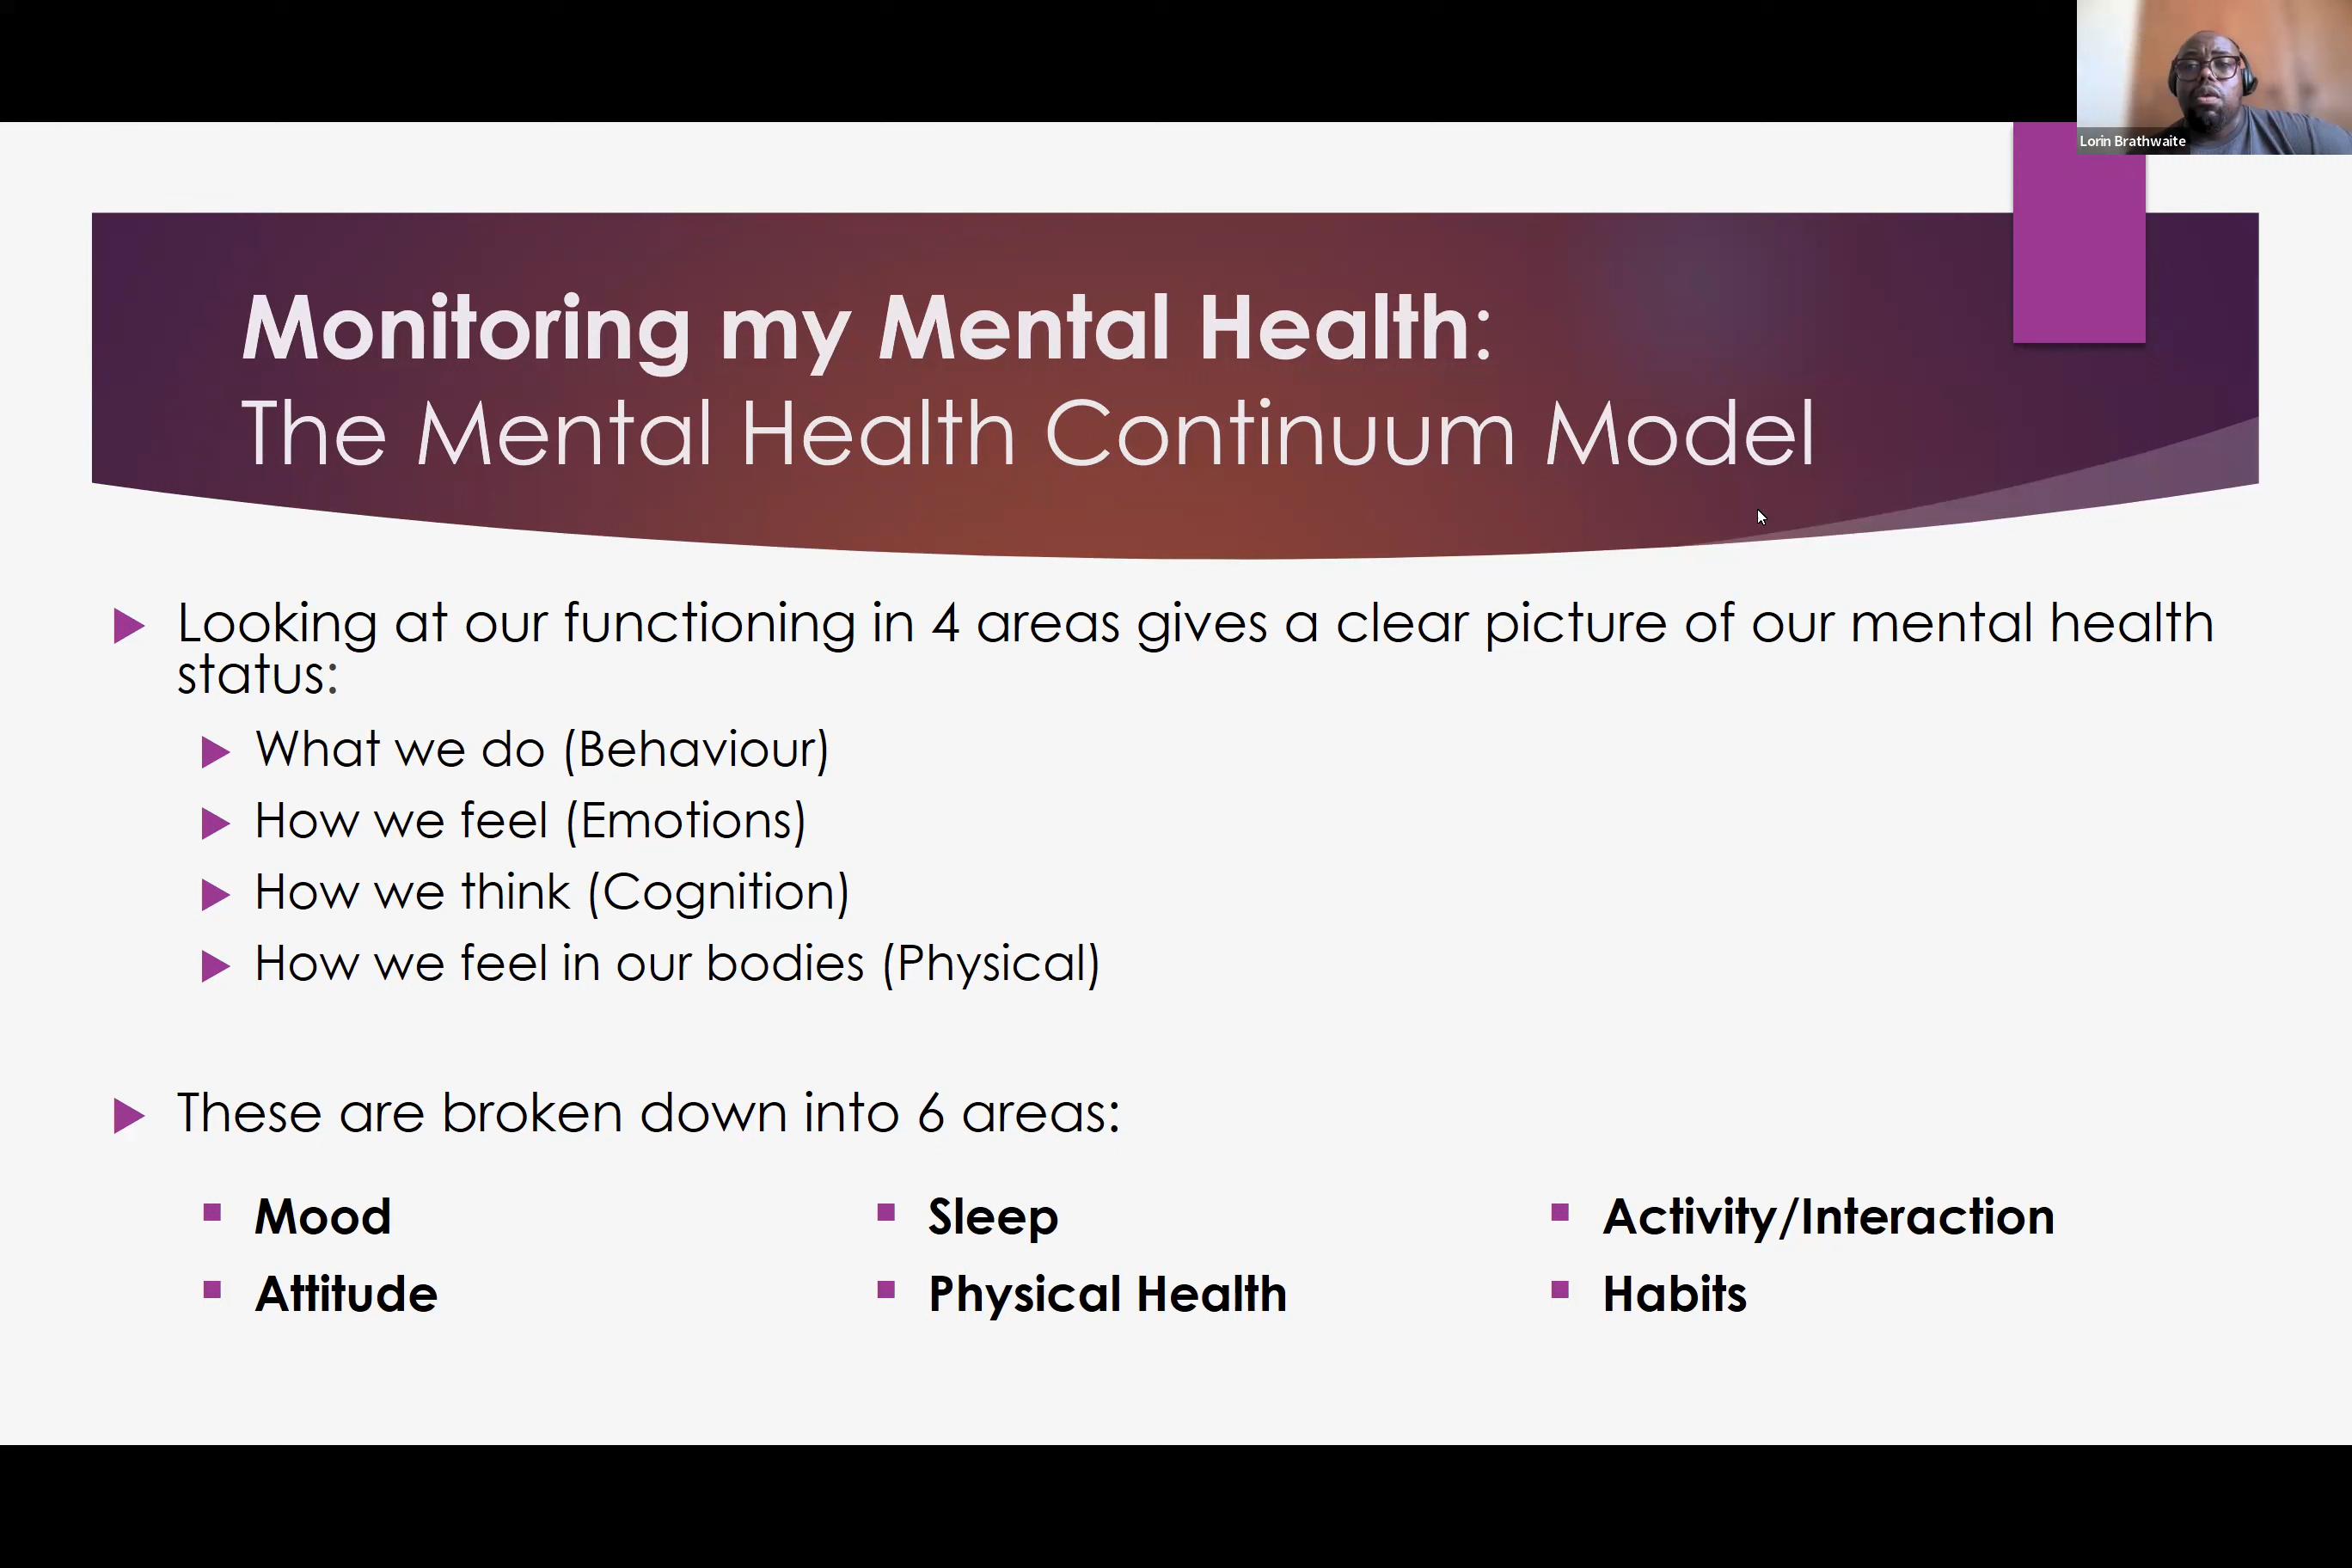 Lorin Brathwaite
Monitoring my Mental Health:
The Mental Health Continuum Model
Looking at our functioning in 4 areas gives a clear picture of our mental health
status:
What we do (Behaviour)
How we feel (Emotions)
How we think (Cognition)
How we feel in our bodies (Physical)
These are broken down into 6 areas:
Mood
Attitude
Sleep
Physical Health
Activity/Interaction
Habits